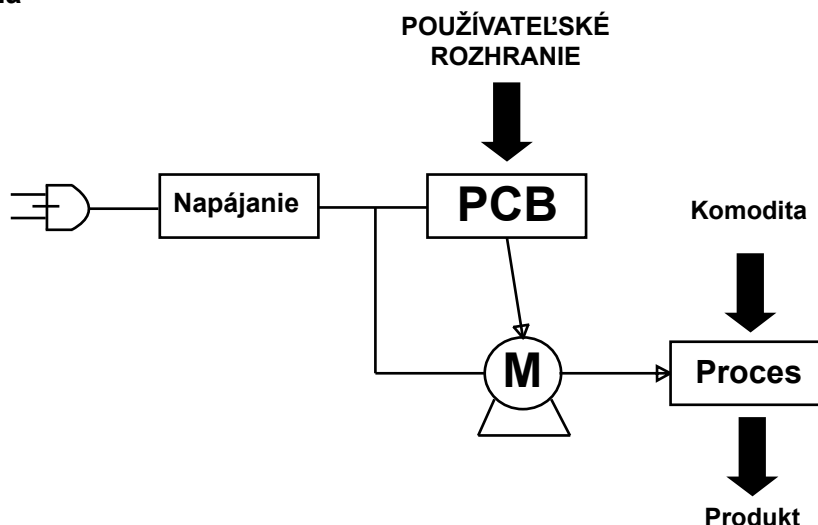 POUŽÍVATEĽSKÉ
ROZHRANIE
Napájanie
PCB
Komodita
M
Proces
Produkt